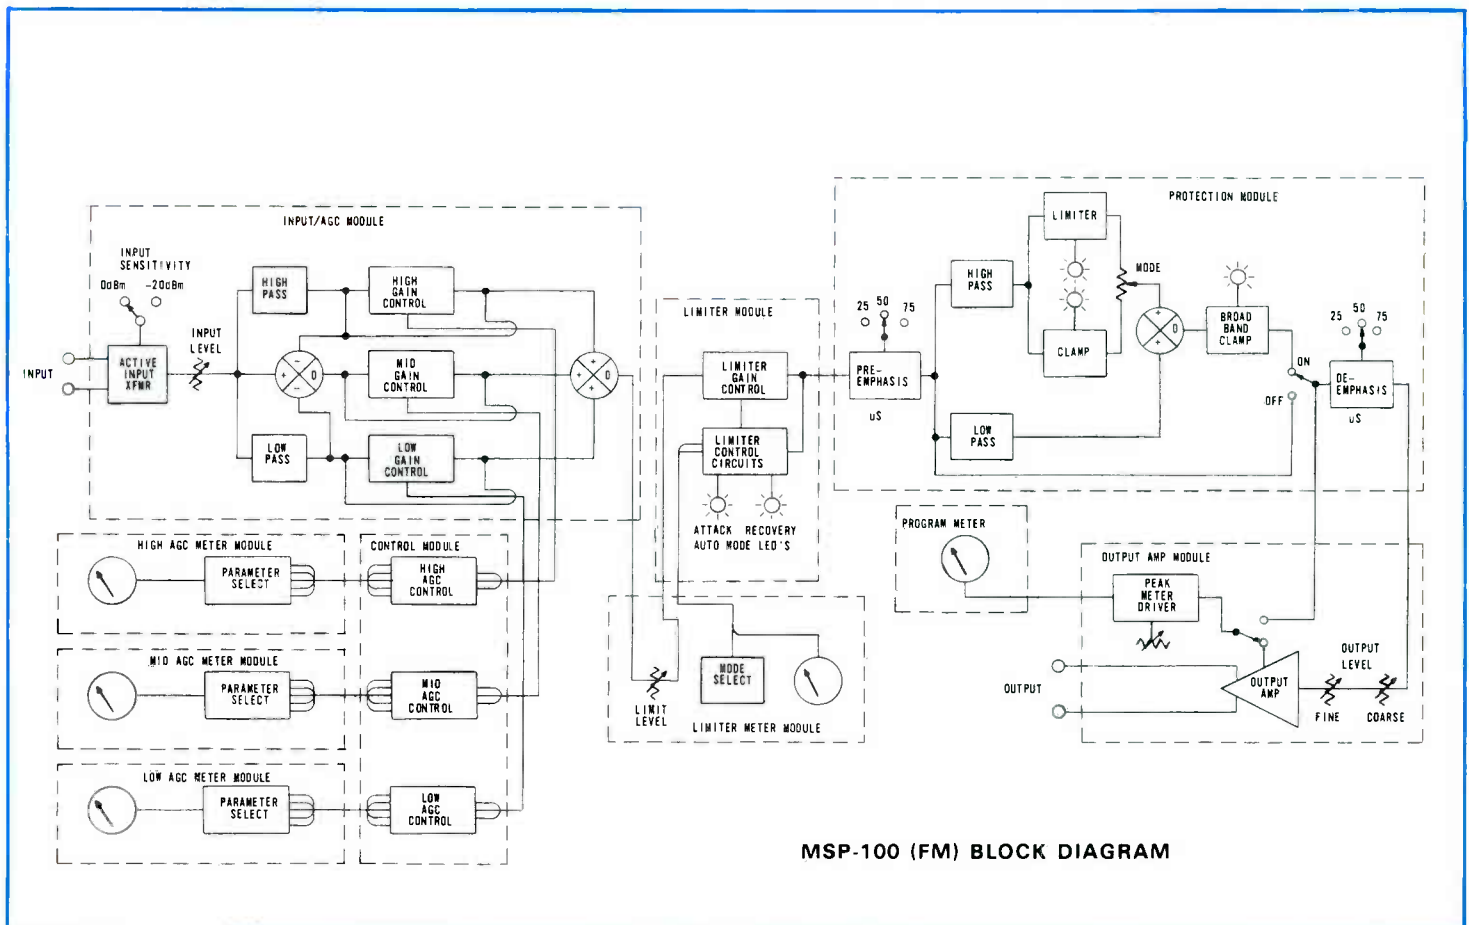 INPUT/AGC MODULE
INPUT
SENSITIVITY
0dBm -20dBm
INPUT
ACTIVE
INPUT
XFMR
INPUT
LEVEL
HIGH
PASS
HIGH
GAIN
CONTROL
- + - 0
MID
GAIN
CONTROL
+ + + 0
LOW
PASS
LOW
GAIN
CONTROL
LIMITER MODULE
LIMITER
GAIN
CONTROL
LIMITER
CONTROL
CIRCUITS
ATTACK RECOVERY
AUTO MODE LED'S
PROTECTION MODULE
25 50 75
PRE-
EMPHASIS
uS
HIGH
PASS
LIMITER
CLAMP
MODE
+ + 0
LOW
PASS
BROAD
BAND
CLAMP
ON
OFF
25 50 75
DE-
EMPHASIS
uS
HIGH AGC METER MODULE
PARAMETER
SELECT
CONTROL MODULE
HIGH
AGC
CONTROL
MID AGC METER MODULE
PARAMETER
SELECT
MID
AGC
CONTROL
LOW AGC METER MODULE
PARAMETER
SELECT
LOW
AGC
CONTROL
LIMIT
LEVEL
MODE
SELECT
LIMITER METER MODULE
PROGRAM METER
OUTPUT AMP MODULE
PEAK
METER
DRIVER
OUTPUT
OUTPUT
AMP
OUTPUT
LEVEL
FINE COARSE
MSP-100 (FM) BLOCK DIAGRAM